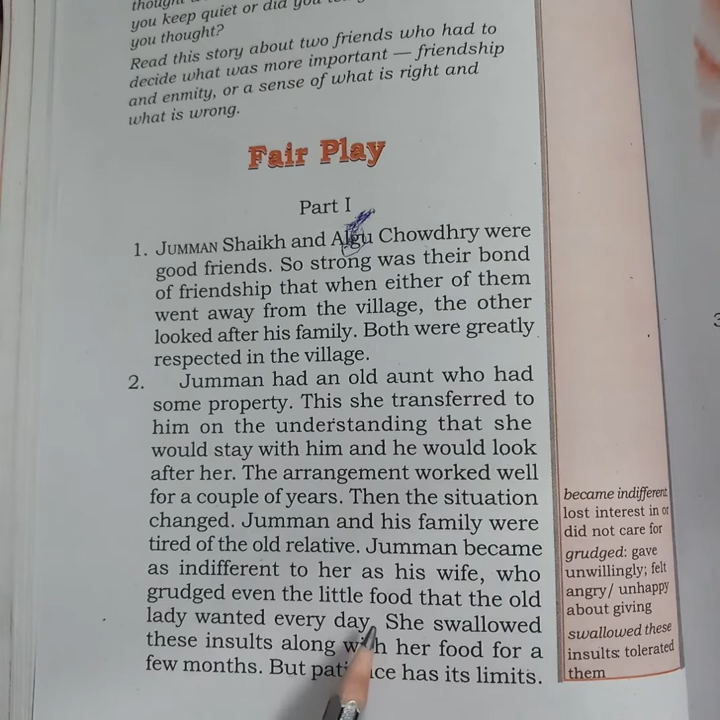 you keep quiet or did you
you thought?
Read this story about two friends who had to
decide what was more important — friendship
and enmity, or a sense of what is right and
what is wrong.
Fair Play
Part I
1. JUMMAN Shaikh and Algu Chowdhry were
good friends. So strong was their bond
of friendship that when either of them
went away from the village, the other
looked after his family. Both were greatly
respected in the village.
2. Jumman had an old aunt who had
some property. This she transferred to
him on the understanding that she
would stay with him and he would look
after her. The arrangement worked well
for a couple of years. Then the situation
changed. Jumman and his family were
tired of the old relative. Jumman became
as indifferent to her as his wife, who
grudged even the little food that the old
lady wanted every day. She swallowed
these insults along with her food for a
few months. But patience has its limits.
became indifferent
lost interest in or
did not care for
grudged: gave
unwillingly; felt
angry/ unhappy
about giving
swallowed these
insults: tolerated
them